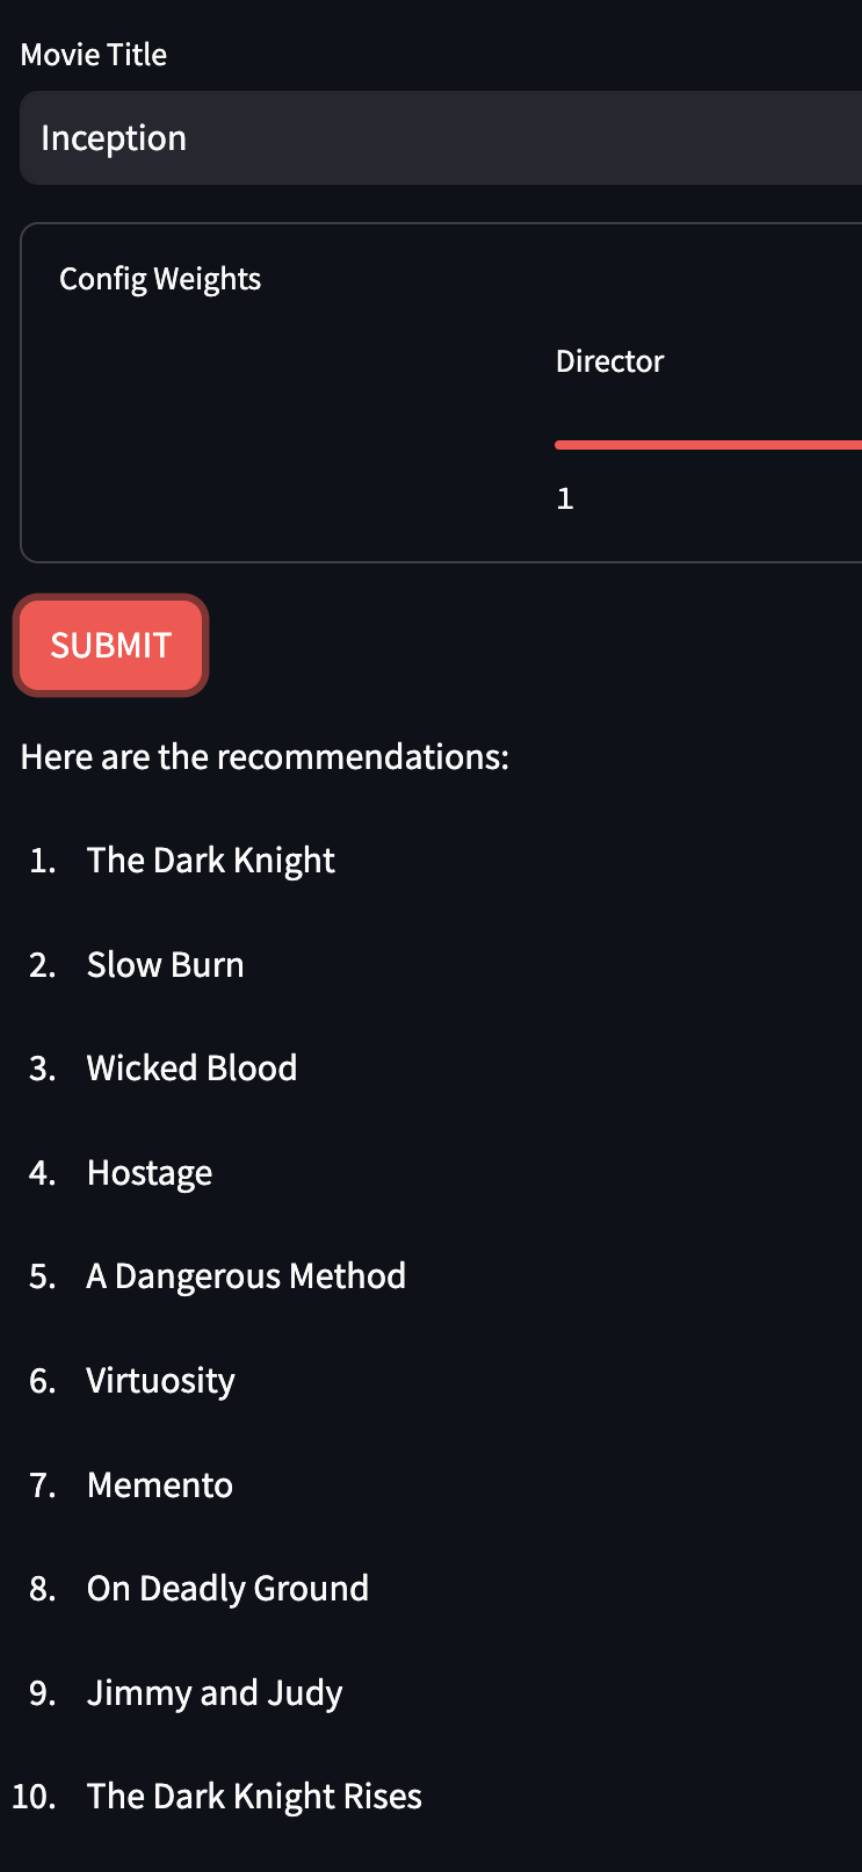 Movie Title
Inception
Config Weights
Director
1
SUBMIT
Here are the recommendations:
1. The Dark Knight
2. Slow Burn
3. Wicked Blood
4. Hostage
5. A Dangerous Method
6. Virtuosity
7. Memento
8. On Deadly Ground
9. Jimmy and Judy
10. The Dark Knight Rises